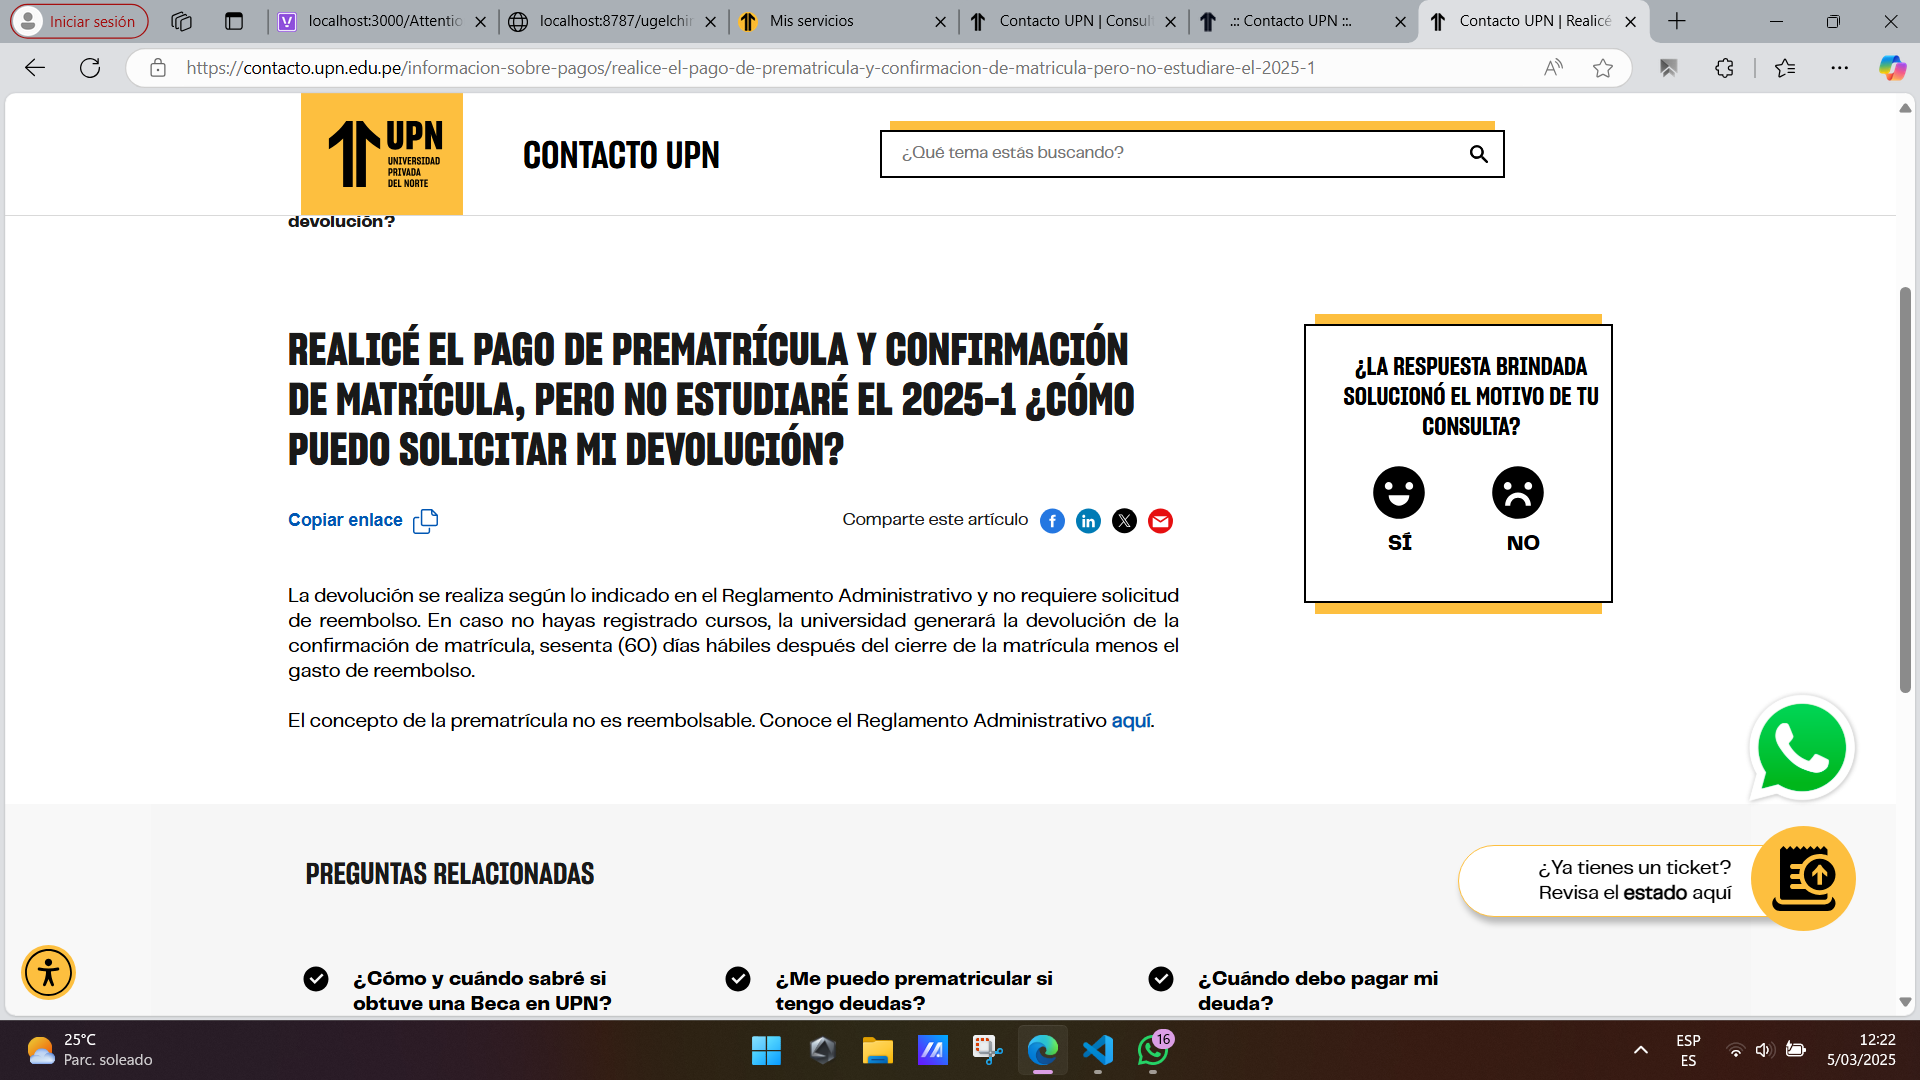 Iniciar sesión
localhost:3000/Attentio
localhost:8787/ugelchir
Mis servicios
Contacto UPN | Consult
.:: Contacto UPN ::.
Contacto UPN | Realicé
https://contacto.upn.edu.pe/informacion-sobre-pagos/realice-el-pago-de-prematricula-y-confirmacion-de-matricula-pero-no-estudiare-el-2025-1
UPN
UNIVERSIDAD
PRIVADA
DEL NORTE
CONTACTO UPN
¿Qué tema estás buscando?
devolución?
REALICÉ EL PAGO DE PREMATRÍCULA Y CONFIRMACIÓN
DE MATRÍCULA, PERO NO ESTUDIARÉ EL 2025-1 ¿CÓMO
PUEDO SOLICITAR MI DEVOLUCIÓN?
Copiar enlace
Comparte este artículo
¿LA RESPUESTA BRINDADA
SOLUCIONÓ EL MOTIVO DE TU
CONSULTA?
SÍ
NO
La devolución se realiza según lo indicado en el Reglamento Administrativo y no requiere solicitud
de reembolso. En caso no hayas registrado cursos, la universidad generará la devolución de la
confirmación de matrícula, sesenta (60) días hábiles después del cierre de la matrícula menos el
gasto de reembolso.
El concepto de la prematrícula no es reembolsable. Conoce el Reglamento Administrativo aquí.
PREGUNTAS RELACIONADAS
¿Ya tienes un ticket?
Revisa el estado aquí
¿Cómo y cuándo sabré si
obtuve una Beca en UPN?
¿Me puedo prematricular si
tengo deudas?
¿Cuándo debo pagar mi
deuda?
25°C
Parc. soleado
16
ESP
ES
12:22
5/03/2025